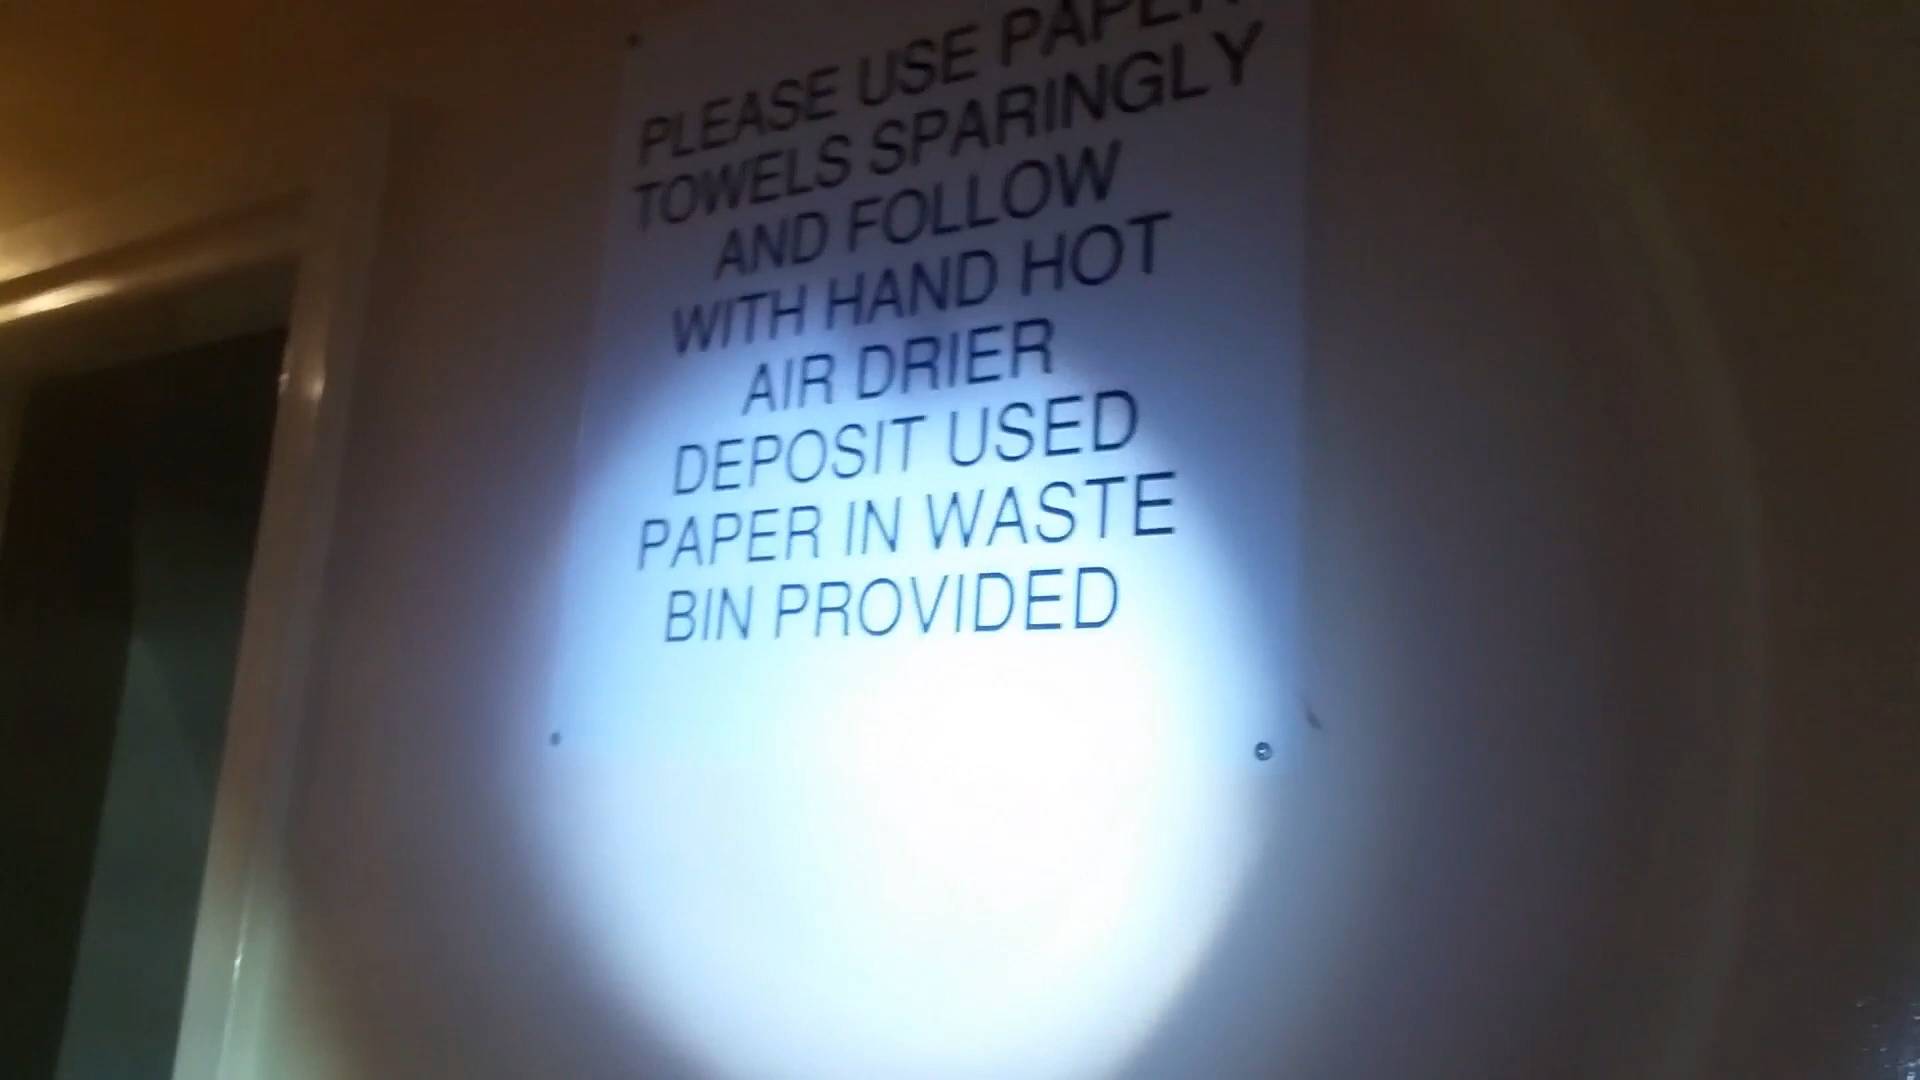 PLEASE USE PAPER
TOWELS SPARINGLY
AND FOLLOW
WITH HAND HOT
AIR DRIER
DEPOSIT USED
PAPER IN WASTE
BIN PROVIDED